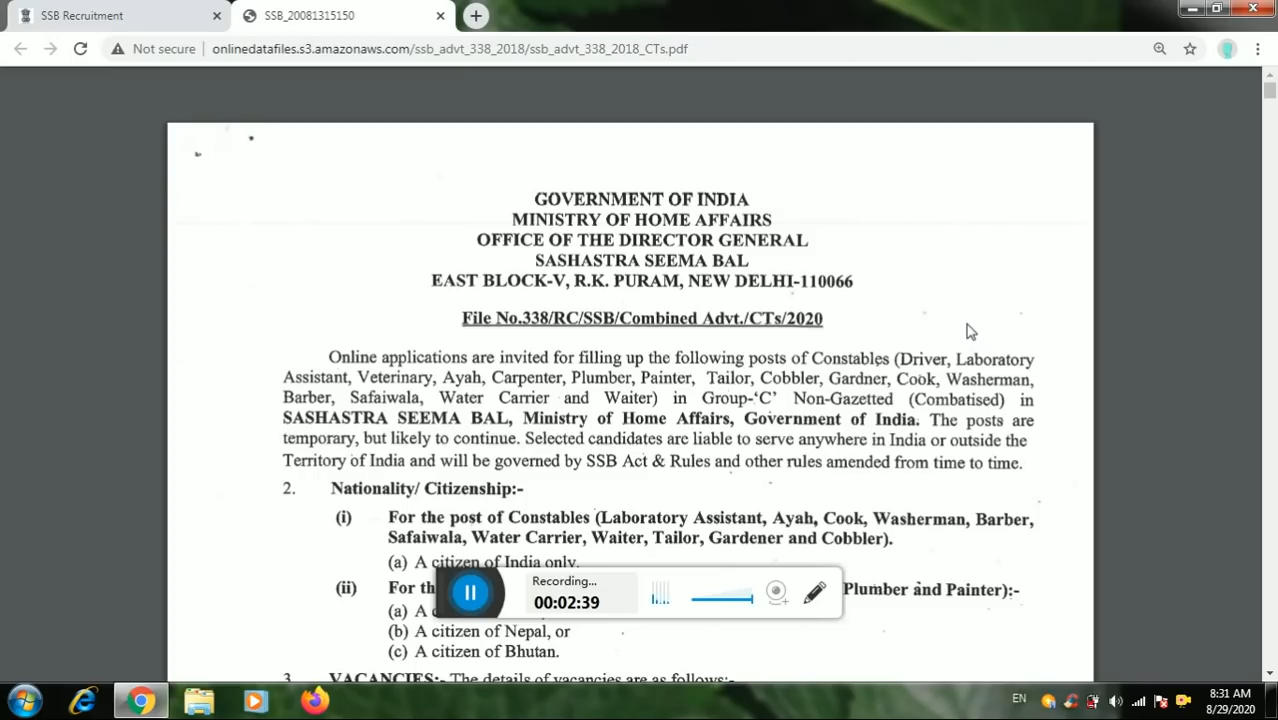 SSB Recruitment
SSB_20081315150
Not secure
onlinedatafiles.s3.amazonaws.com/ssb_advt_338_2018/ssb_advt_338_2018_CTs.pdf
GOVERNMENT OF INDIA
MINISTRY OF HOME AFFAIRS
OFFICE OF THE DIRECTOR GENERAL
SASHASTRA SEEMA BAL
EAST BLOCK-V, R.K. PURAM, NEW DELHI-110066
File No.338/RC/SSB/Combined Advt./CTs/2020
Online applications are invited for filling up the following posts of Constables (Driver, Laboratory
Assistant, Veterinary, Ayah, Carpenter, Plumber, Painter, Tailor, Cobbler, Gardner, Cook, Washerman,
Barber, Safaiwala, Water Carrier and Waiter) in Group-'C' Non-Gazetted (Combatised) in
SASHASTRA SEEMA BAL, Ministry of Home Affairs, Government of India. The posts are
temporary, but likely to continue. Selected candidates are liable to serve anywhere in India or outside the
Territory of India and will be governed by SSB Act & Rules and other rules amended from time to time.
2. Nationality/ Citizenship:-
(i) For the post of Constables (Laboratory Assistant, Ayah, Cook, Washerman, Barber,
Safaiwala, Water Carrier, Waiter, Tailor, Gardener and Cobbler).
(a) A citizen of India only.
(ii) For th
Plumber and Painter):-
(a) A
(b) A citizen of Nepal, or
(c) A citizen of Bhutan.
3. VACANCIES:- The details of vacancies are as follows:-
Recording...
00:02:39
EN
8:31 AM
8/29/2020